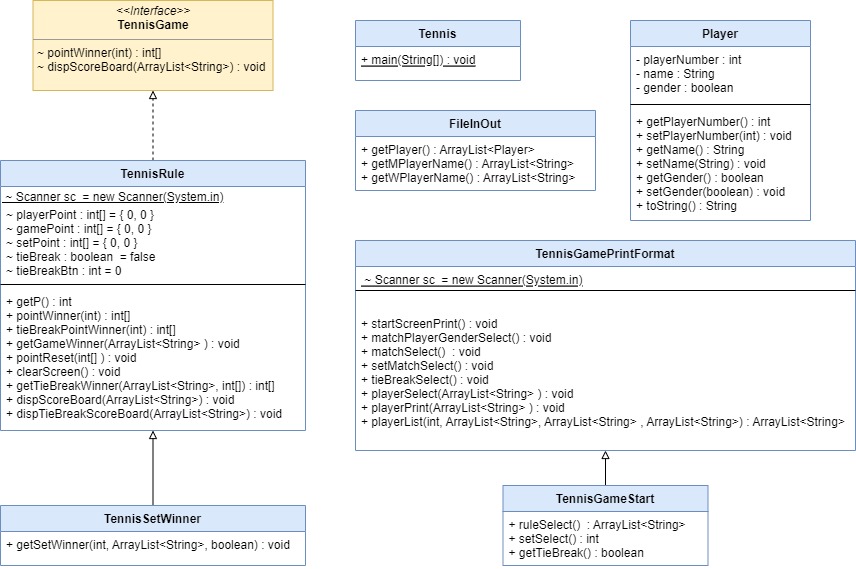 <<Interface>>
TennisGame
~ pointWinner(int) : int[]
~ dispScoreBoard(ArrayList<String>) : void
Tennis
+ main(String[]) : void
Player
- playerNumber : int
- name : String
- gender : boolean
+ getPlayerNumber() : int
+ setPlayerNumber(int) : void
+ getName() : String
+ setName(String) : void
+ getGender() : boolean
+ setGender(boolean) : void
+ toString() : String
FileInOut
+ getPlayer() : ArrayList<Player>
+ getMPlayerName() : ArrayList<String>
+ getWPlayerName() : ArrayList<String>
TennisRule
~ Scanner sc  = new Scanner(System.in)
~ playerPoint : int[] = { 0, 0 }
~ gamePoint : int[] = { 0, 0 }
~ setPoint : int[] = { 0, 0 }
~ tieBreak : boolean  = false
~ tieBreakBtn : int = 0
+ getP() : int
+ pointWinner(int) : int[]
+ tieBreakPointWinner(int) : int[]
+ getGameWinner(ArrayList<String> ) : void
+ pointReset(int[] ) : void
+ clearScreen() : void
+ getTieBreakWinner(ArrayList<String>, int[]) : int[]
+ dispScoreBoard(ArrayList<String>) : void
+ dispTieBreakScoreBoard(ArrayList<String>) : void
TennisGamePrintFormat
~ Scanner sc  = new Scanner(System.in)
+ startScreenPrint() : void
+ matchPlayerGenderSelect() : void
+ matchSelect()  : void
+ setMatchSelect() : void
+ tieBreakSelect() : void
+ playerSelect(ArrayList<String> ) : void
+ playerPrint(ArrayList<String> ) : void
+ playerList(int, ArrayList<String>, ArrayList<String> , ArrayList<String>) : ArrayList<String>
TennisSetWinner
+ getSetWinner(int, ArrayList<String>, boolean) : void
TennisGameStart
+ ruleSelect()  : ArrayList<String>
+ setSelect() : int
+ getTieBreak() : boolean